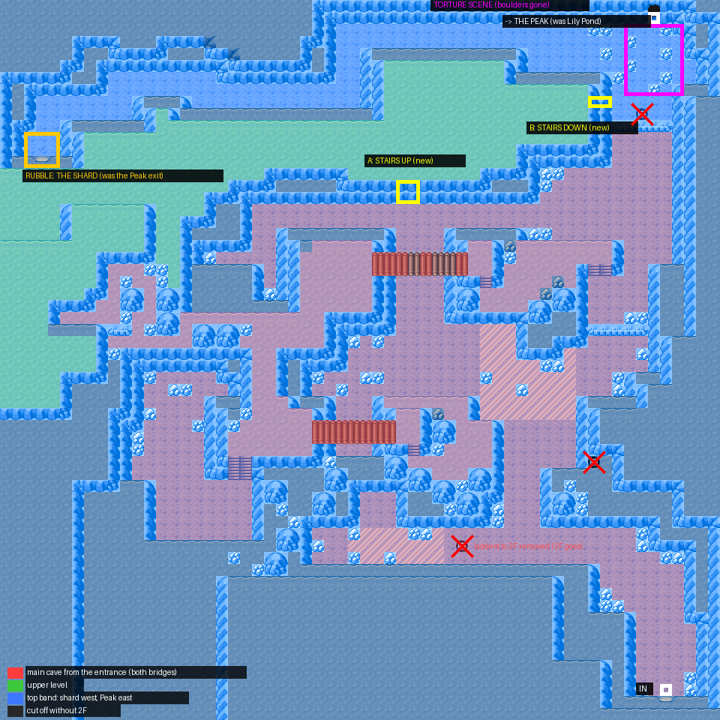 TORTURE SCENE (boulders gone)
-> THE PEAK (was Lily Pond)
B: STAIRS DOWN (new)
A: STAIRS UP (new)
RUBBLE: THE SHARD (was the Peak exit)
IN
main cave from the entrance (both bridges)
upper level
top band: shard west, Peak east
cut off without 2F